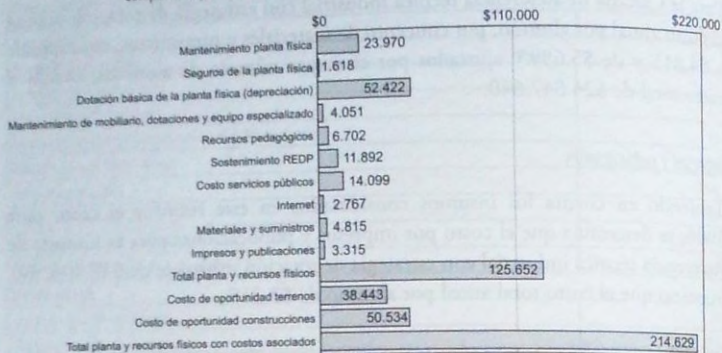 $0 $110.000 $220.000
Mantenimiento planta física 23.970
Seguros de la planta física 1.618
Dotación básica de la planta física (depreciación) 52.422
Mantenimiento de mobiliario, dotaciones y equipo especializado 4.051
Recursos pedagógicos 6.702
Sostenimiento REDP 11.892
Costo servicios públicos 14.099
Internet 2.767
Materiales y suministros 4.815
Impresos y publicaciones 3.315
Total planta y recursos físicos 125.652
Costo de oportunidad terrenos 38.443
Costo de oportunidad construcciones 50.534
Total planta y recursos físicos con costos asociados 214.629